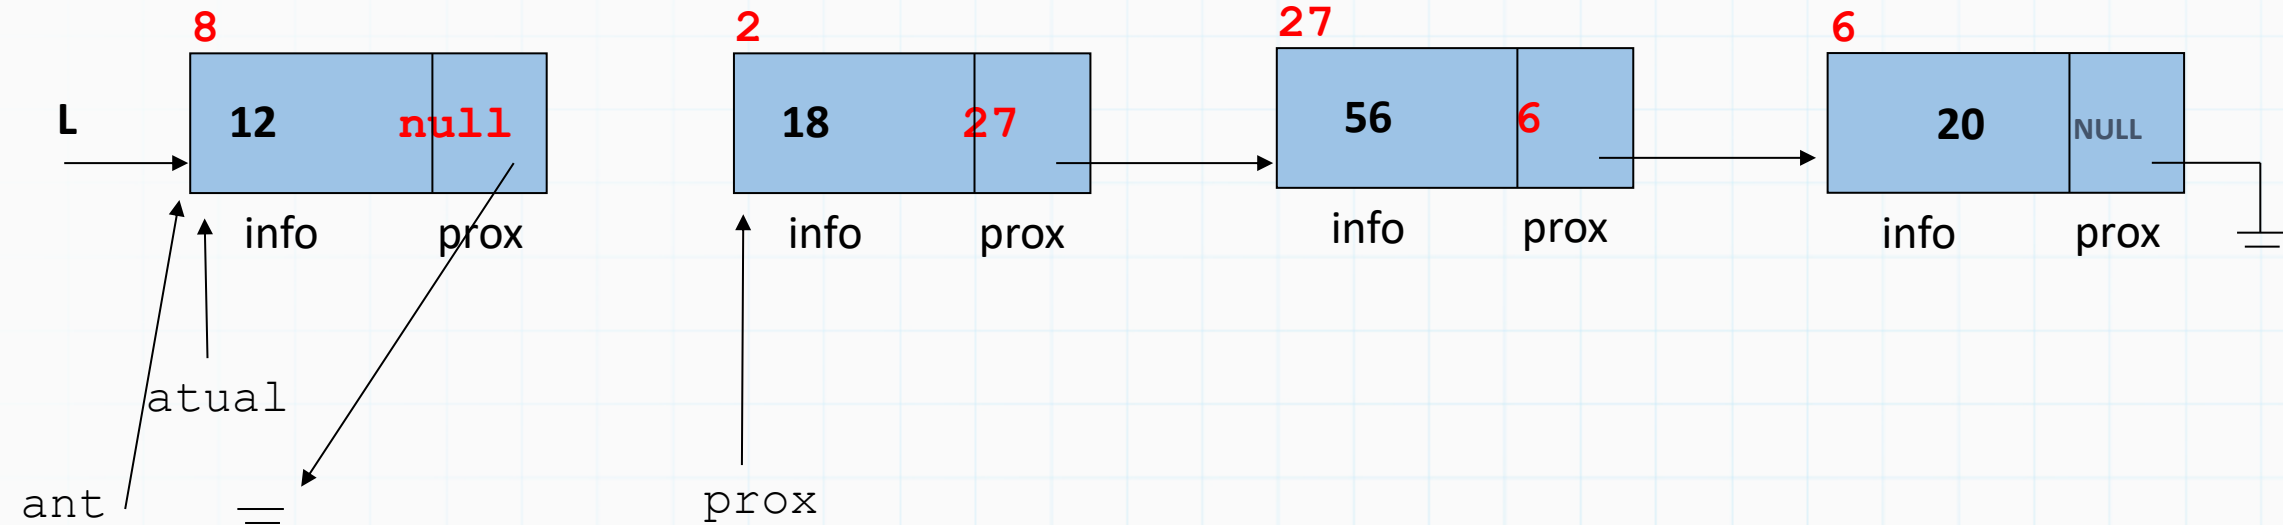 8 2 27 6
L 12 null 18 27 56 6 20 NULL
info prox info prox info prox info prox
atual
ant prox